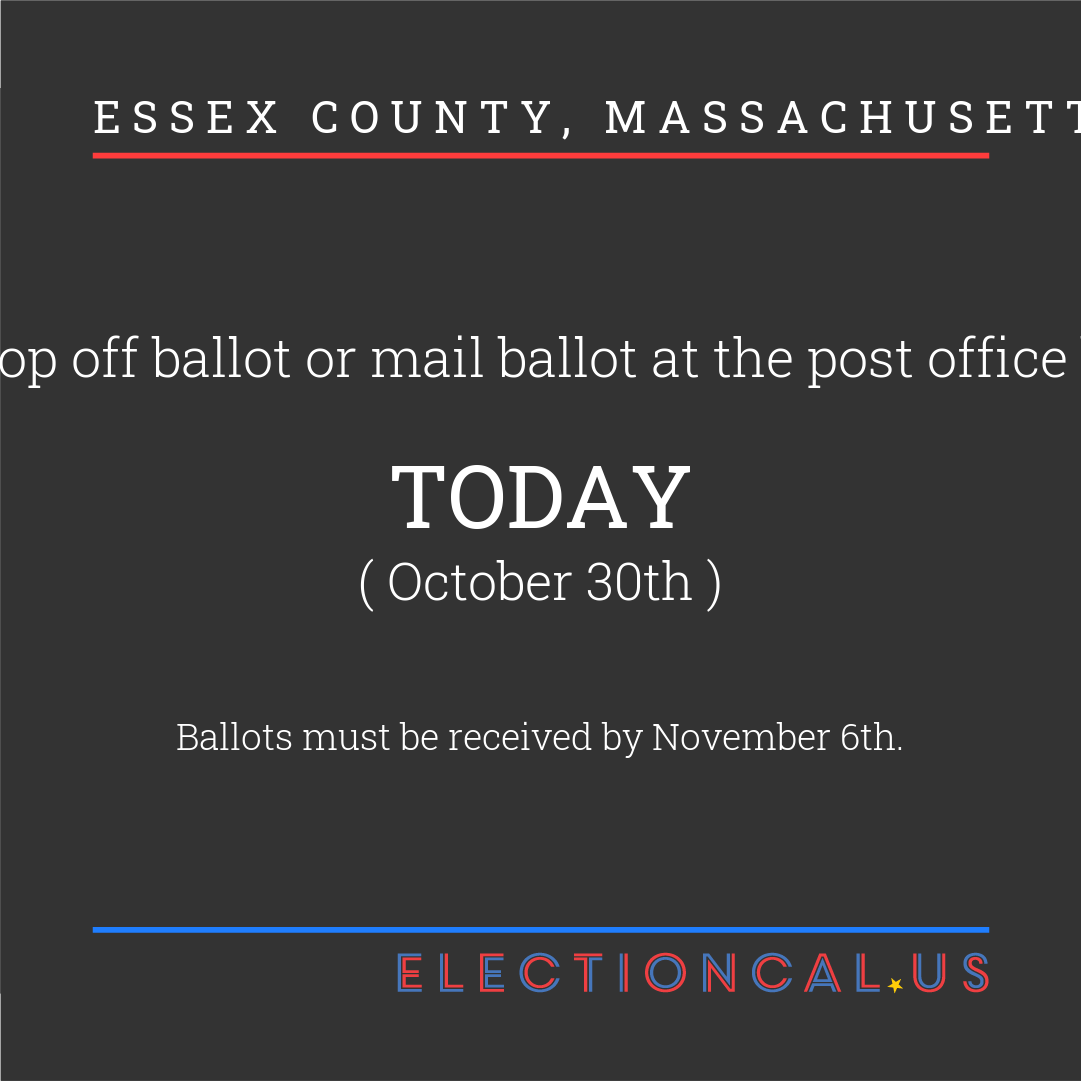 ESSEX COUNTY, MASSACHUSETT
op off ballot or mail ballot at the post office
TODAY
( October 30th )
Ballots must be received by November 6th.
ELECTIONCAL.US